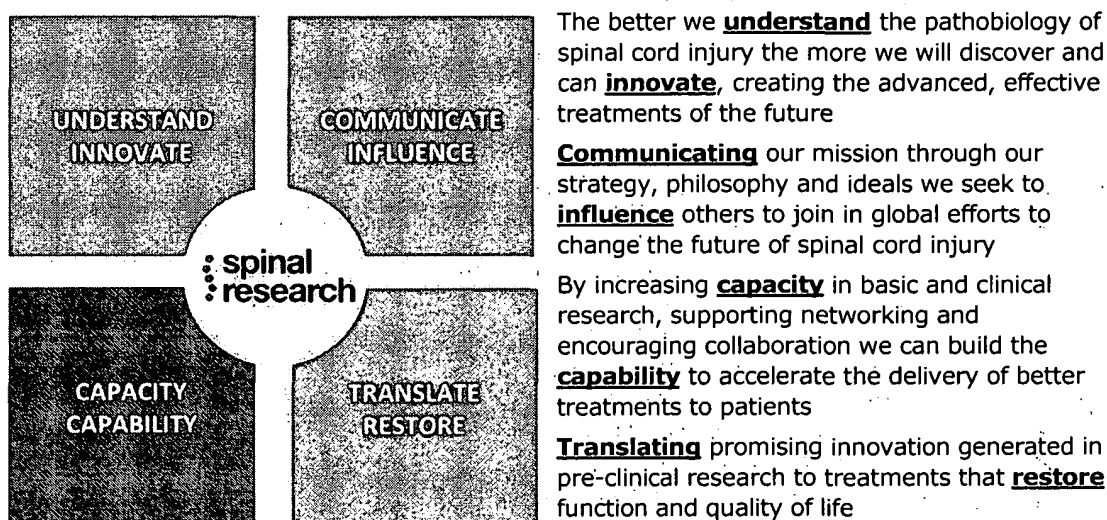 UNDERSTAND
INNOVATE
COMMUNICATE
INFLUENCE
spinal
research
CAPACITY
CAPABILITY
TRANSLATE
RESTORE
The better we understand the pathobiology of
spinal cord injury the more we will discover and
can innovate, creating the advanced, effective
treatments of the future
Communicating our mission through our
strategy, philosophy and ideals we seek to
influence others to join in global efforts to
change the future of spinal cord injury
By increasing capacity in basic and clinical
research, supporting networking and
encouraging collaboration we can build the
capability to accelerate the delivery of better
treatments to patients
Translating promising innovation generated in
pre-clinical research to treatments that restore
function and quality of life